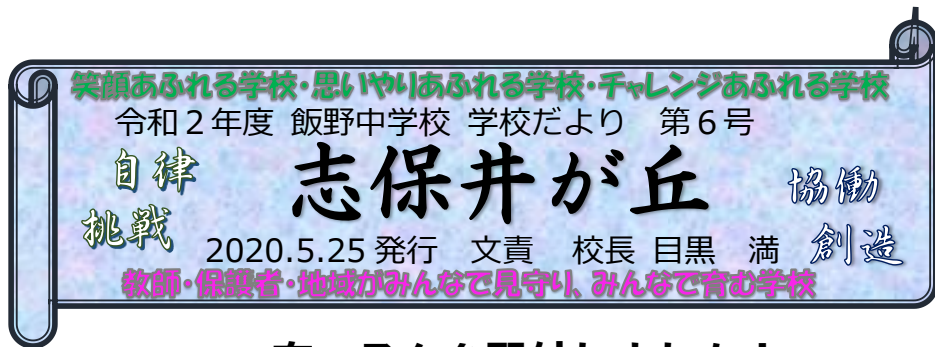 笑顔あふれる学校・思いやりあふれる学校・チャレンジあふれる学校
令和２年度 飯野中学校 学校だより　第６号
自律
挑戦
志保井が丘
協働
創造
2020.5.25 発行　文責　校長 目黒　満
教師・保護者・地域がみんなで見守り、みんなで育む学校